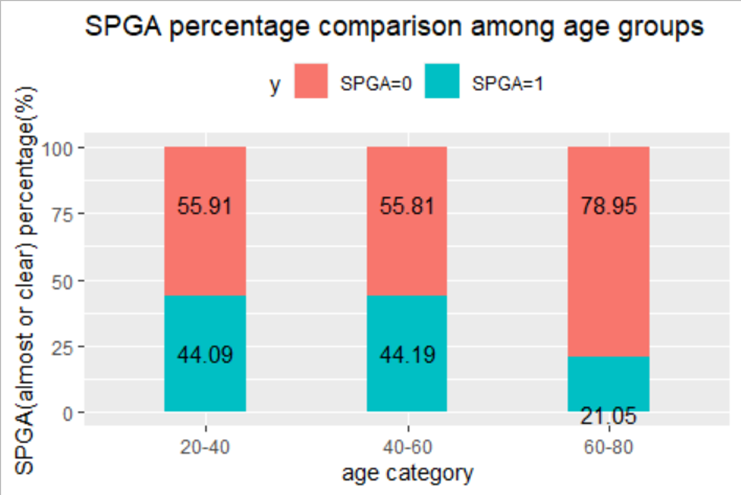 SPGA percentage comparison among age groups
y SPGA=0 SPGA=1
SPGA(almost or clear) percentage(%)
100
75
50
25
0
55.91 55.81 78.95
44.09 44.19
21.05
20-40 40-60 60-80
age category